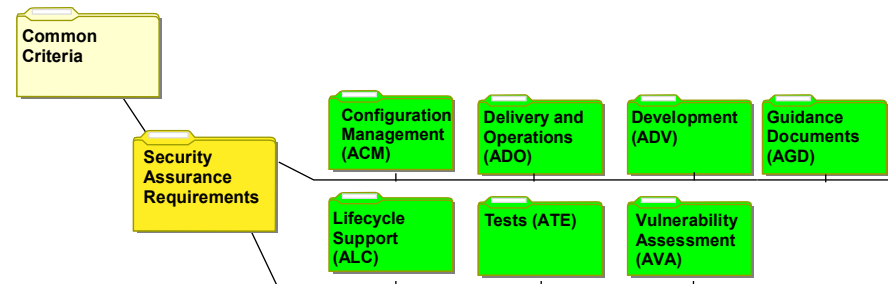 Common
Criteria
Security
Assurance
Requirements
Configuration
Management
(ACM)
Delivery and
Operations
(ADO)
Development
(ADV)
Guidance
Documents
(AGD)
Lifecycle
Support
(ALC)
Tests (ATE)
Vulnerability
Assessment
(AVA)